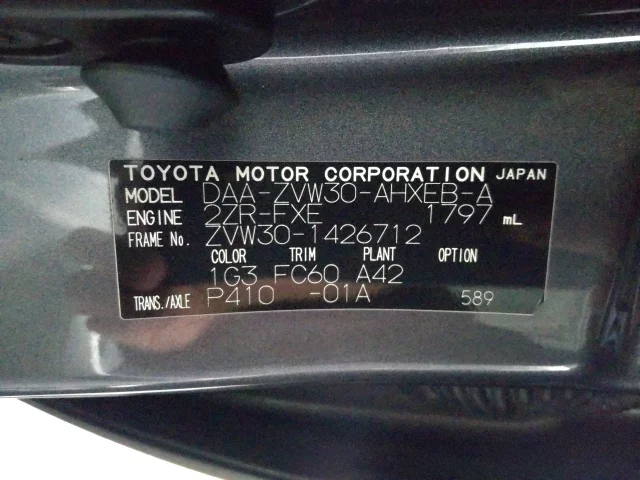 TOYOTA MOTOR CORPORATION JAPAN
MODEL DAA-ZVW30-AHXEB-A
ENGINE 2ZR-FXE 1797 mL
FRAME No. ZVW30-1426712
COLOR TRIM PLANT OPTION
1G3 FC60 A42
TRANS./AXLE P410 -01A 589